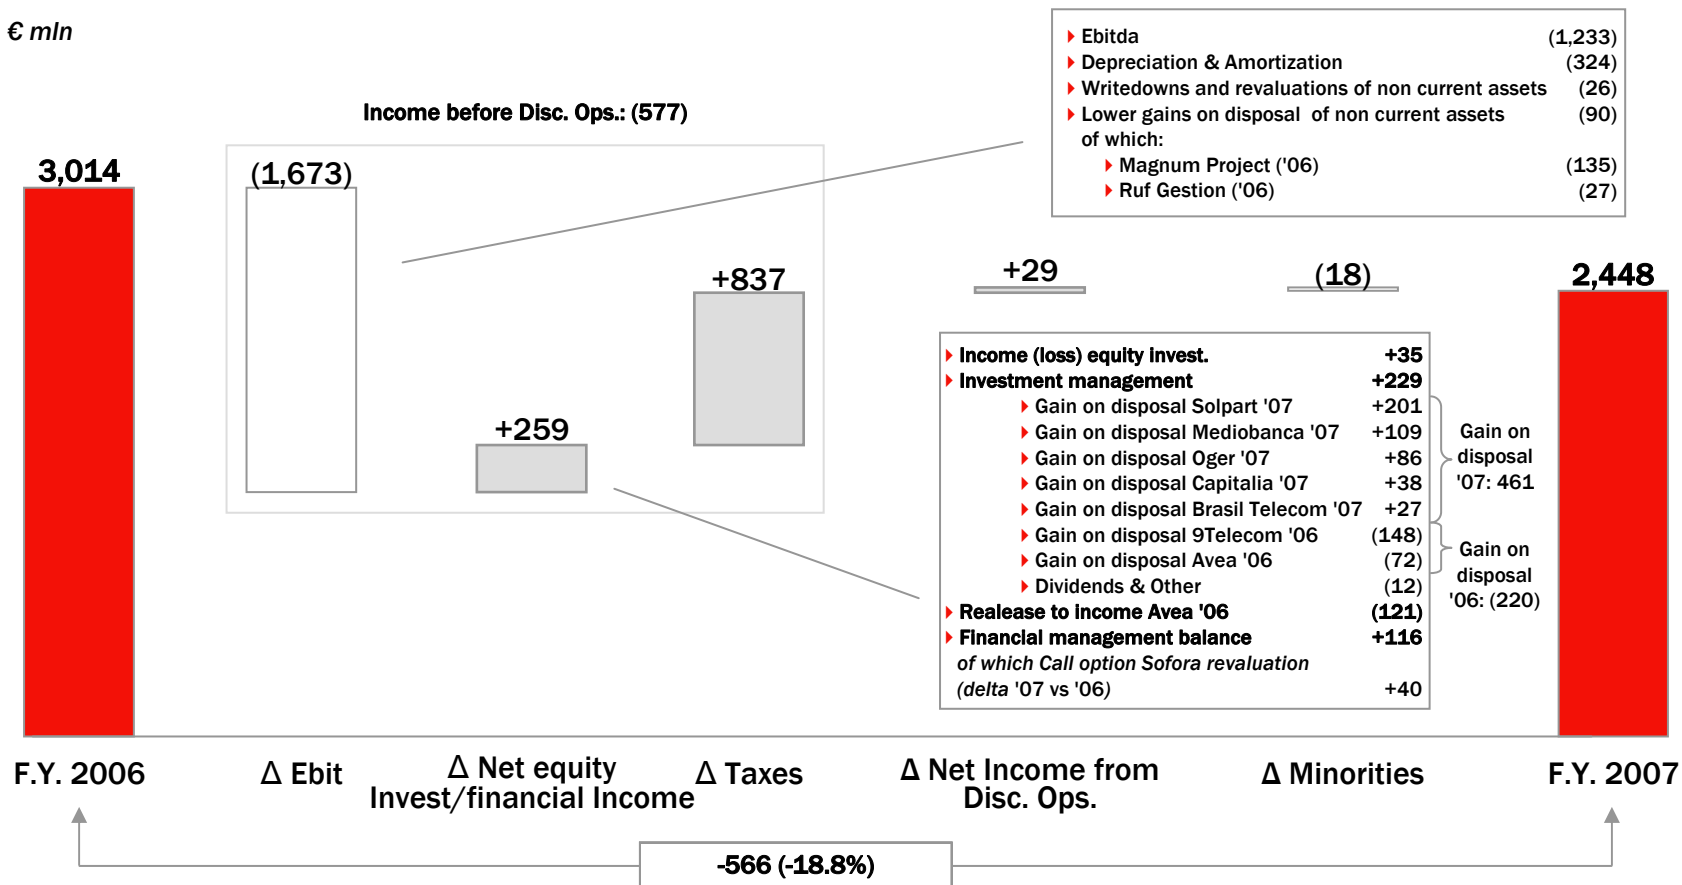 € mln
Ebitda (1,233)
Depreciation & Amortization (324)
Writedowns and revaluations of non current assets (26)
Lower gains on disposal of non current assets (90)
of which:
Magnum Project ('06) (135)
Ruf Gestion ('06) (27)
Income before Disc. Ops.: (577)
3,014
(1,673)
+259
+837
+29
(18)
2,448
Income (loss) equity invest. +35
Investment management +229
Gain on disposal Solpart '07 +201
Gain on disposal Mediobanca '07 +109
Gain on disposal Oger '07 +86
Gain on disposal Capitalia '07 +38
Gain on disposal Brasil Telecom '07 +27
Gain on disposal 9Telecom '06 (148)
Gain on disposal Avea '06 (72)
Dividends & Other (12)
Realease to income Avea '06 (121)
Financial management balance +116
of which Call option Sofora revaluation
(delta '07 vs '06) +40
Gain on
disposal
'07: 461
Gain on
disposal
'06: (220)
F.Y. 2006
Δ Ebit
Δ Net equity
Invest/financial Income
Δ Taxes
Δ Net Income from
Disc. Ops.
Δ Minorities
F.Y. 2007
-566 (-18.8%)